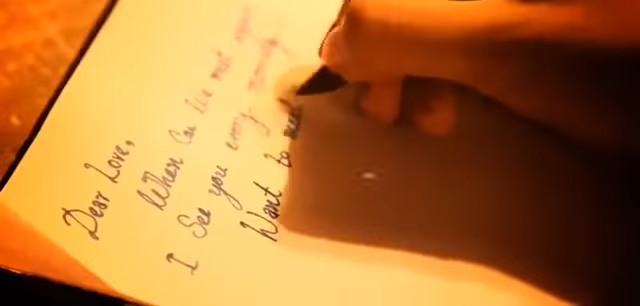 Dear Love,
When Can We meet
I See you every
Want to